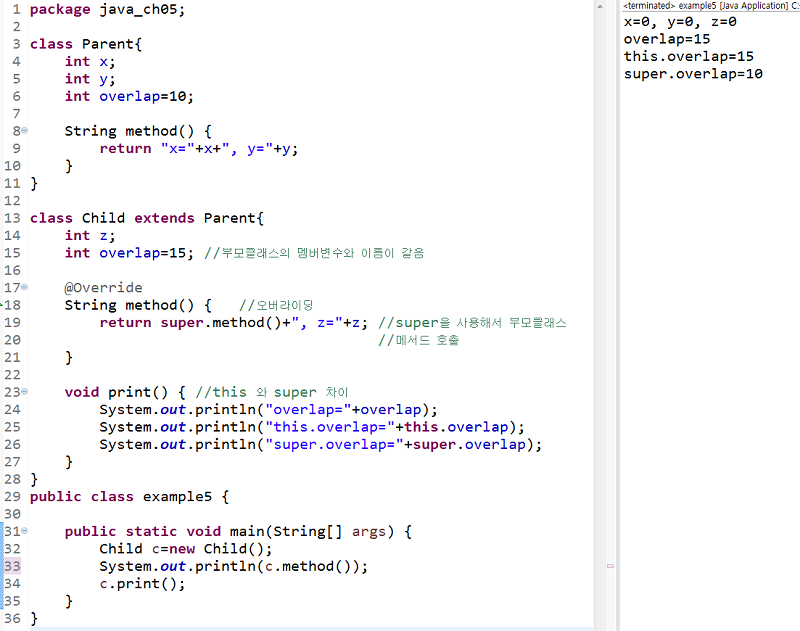 1 package java_ch05;
2
3 class Parent{
4     int x;
5     int y;
6     int overlap=10;
7
8     String method() {
9         return "x="+x+", y="+y;
10     }
11 }
12
13 class Child extends Parent{
14     int z;
15     int overlap=15; //부모클래스의 멤버변수와 이름이 같음
16
17     @Override
18     String method() {   //오버라이딩
19         return super.method()+", z="+z; //super을 사용해서 부모클래스
20                                         //메서드 호출
21     }
22
23     void print() { //this 와 super 차이
24         System.out.println("overlap="+overlap);
25         System.out.println("this.overlap="+this.overlap);
26         System.out.println("super.overlap="+super.overlap);
27     }
28 }
29 public class example5 {
30
31     public static void main(String[] args) {
32         Child c=new Child();
33         System.out.println(c.method());
34         c.print();
35     }
36 }
<terminated> example5 [Java Application] C:
x=0, y=0, z=0
overlap=15
this.overlap=15
super.overlap=10